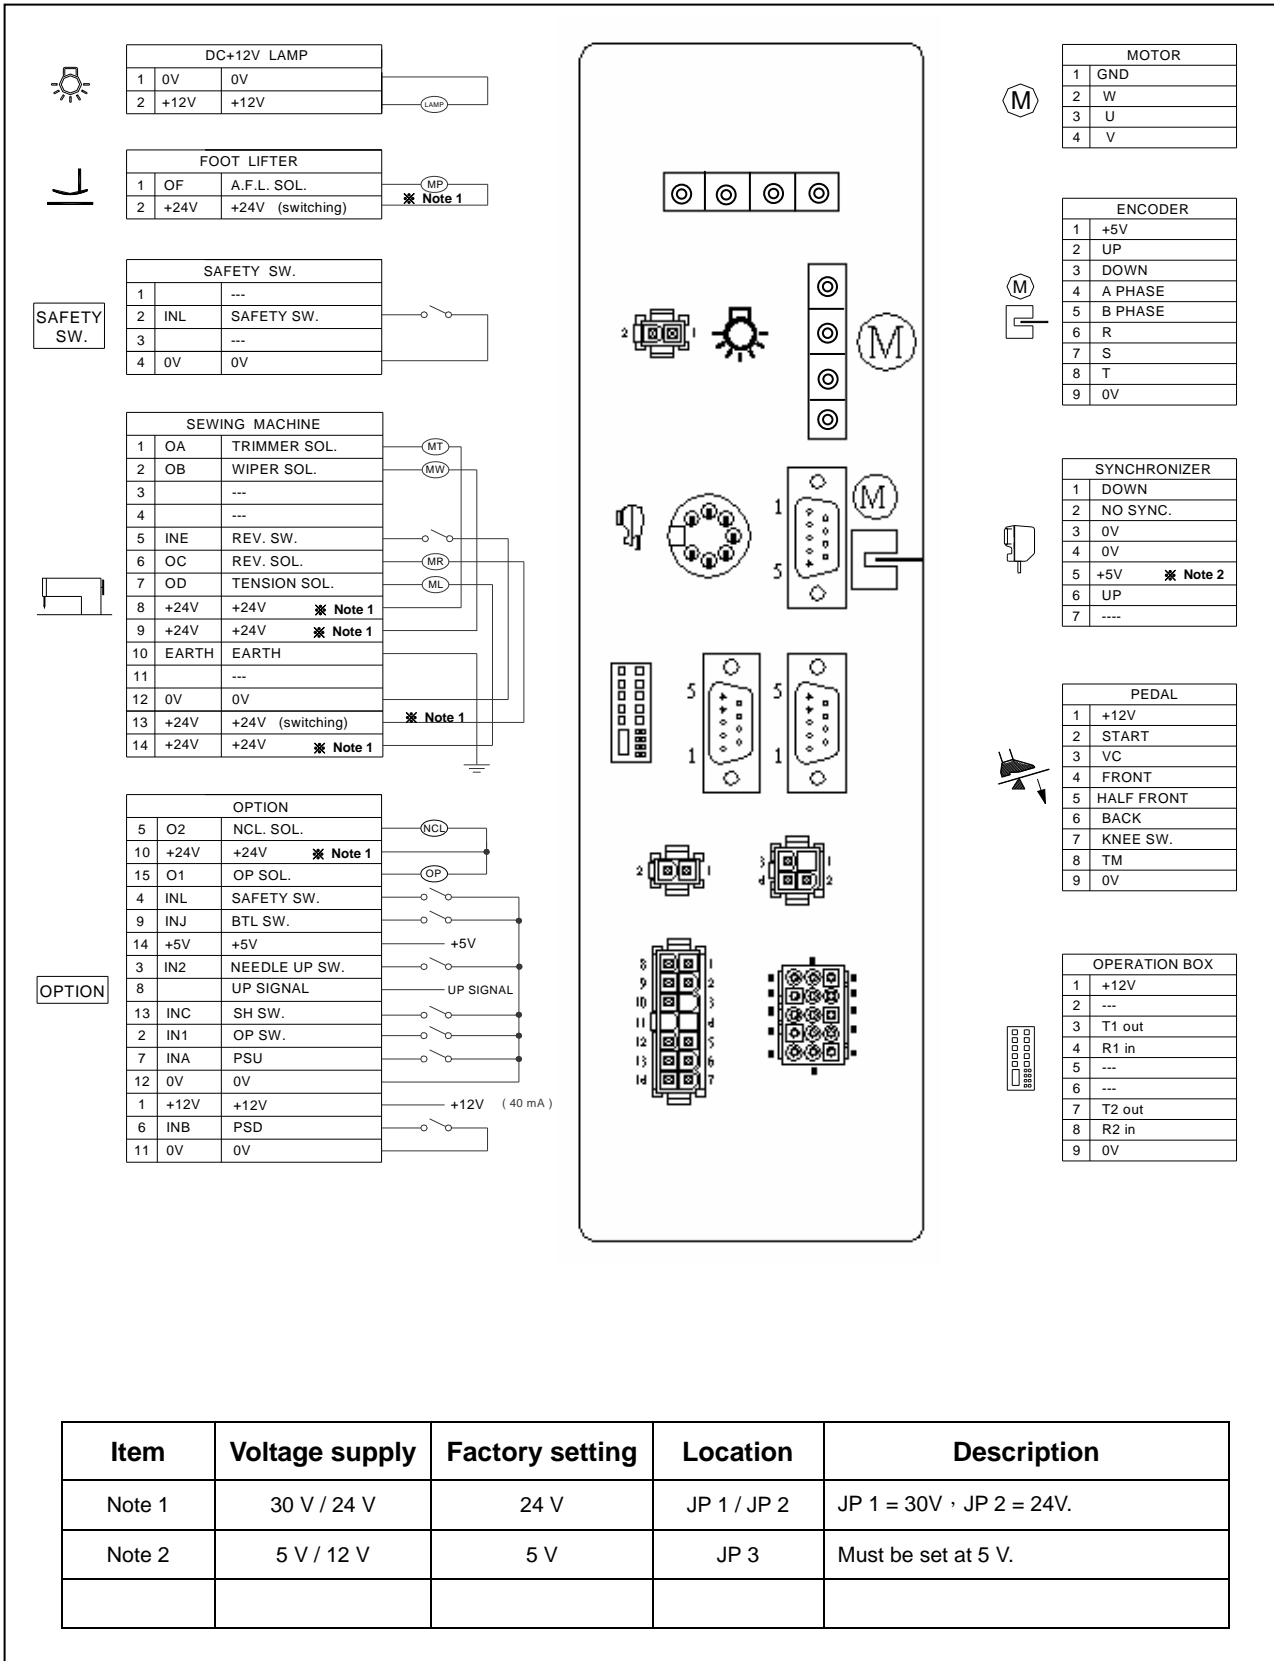 DC+12V LAMP
1 0V 0V
2 +12V +12V LAMP
FOOT LIFTER
1 OF A.F.L. SOL. MP
2 +24V +24V (switching) ※ Note 1
SAFETY SW.
SAFETY SW.
1 ---
2 INL SAFETY SW.
3 ---
4 0V 0V
SEWING MACHINE
1 OA TRIMMER SOL. MT
2 OB WIPER SOL. MW
3 ---
4 ---
5 INE REV. SW.
6 OC REV. SOL. MR
7 OD TENSION SOL. ML
8 +24V +24V ※ Note 1
9 +24V +24V ※ Note 1
10 EARTH EARTH
11 ---
12 0V 0V
13 +24V +24V (switching) ※ Note 1
14 +24V +24V ※ Note 1
OPTION
OPTION
5 O2 NCL. SOL. NCL
10 +24V +24V ※ Note 1
15 O1 OP SOL. OP
4 INL SAFETY SW.
9 INJ BTL SW.
14 +5V +5V +5V
3 IN2 NEEDLE UP SW.
8 UP SIGNAL UP SIGNAL
13 INC SH SW.
2 IN1 OP SW.
7 INA PSU
12 0V 0V
1 +12V +12V +12V ( 40 mA )
6 INB PSD
11 0V 0V
2 1
M
1 M
5
5 5
1 1
2 1
3 1
4 2
8 1
9 2
10 3
11 4
12 5
13 6
14 7
MOTOR
M
1 GND
2 W
3 U
4 V
ENCODER
M
1 +5V
2 UP
3 DOWN
4 A PHASE
5 B PHASE
6 R
7 S
8 T
9 0V
SYNCHRONIZER
1 DOWN
2 NO SYNC.
3 0V
4 0V
5 +5V ※ Note 2
6 UP
7 ----
PEDAL
1 +12V
2 START
3 VC
4 FRONT
5 HALF FRONT
6 BACK
7 KNEE SW.
8 TM
9 0V
OPERATION BOX
1 +12V
2 ---
3 T1 out
4 R1 in
5 ---
6 ---
7 T2 out
8 R2 in
9 0V
Item Voltage supply Factory setting Location Description
Note 1 30 V / 24 V 24 V JP 1 / JP 2 JP 1 = 30V，JP 2 = 24V.
Note 2 5 V / 12 V 5 V JP 3 Must be set at 5 V.